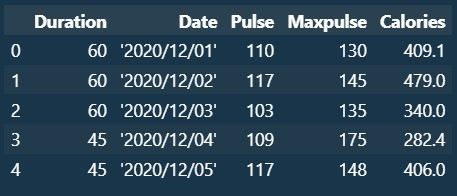 Duration Date Pulse Maxpulse Calories
0 60 '2020/12/01' 110 130 409.1
1 60 '2020/12/02' 117 145 479.0
2 60 '2020/12/03' 103 135 340.0
3 45 '2020/12/04' 109 175 282.4
4 45 '2020/12/05' 117 148 406.0